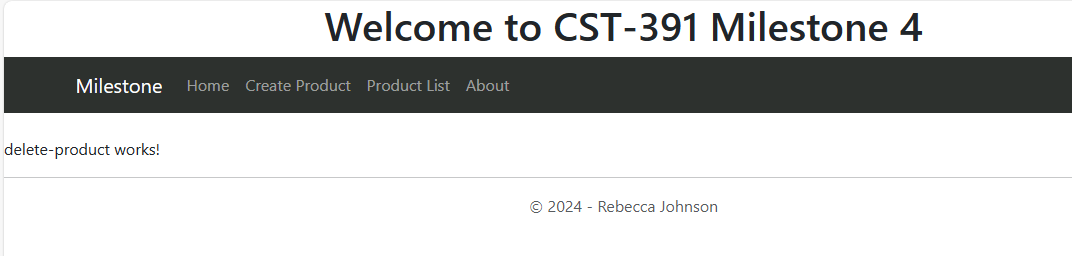 Welcome to CST-391 Milestone 4
Milestone Home Create Product Product List About
delete-product works!
© 2024 - Rebecca Johnson